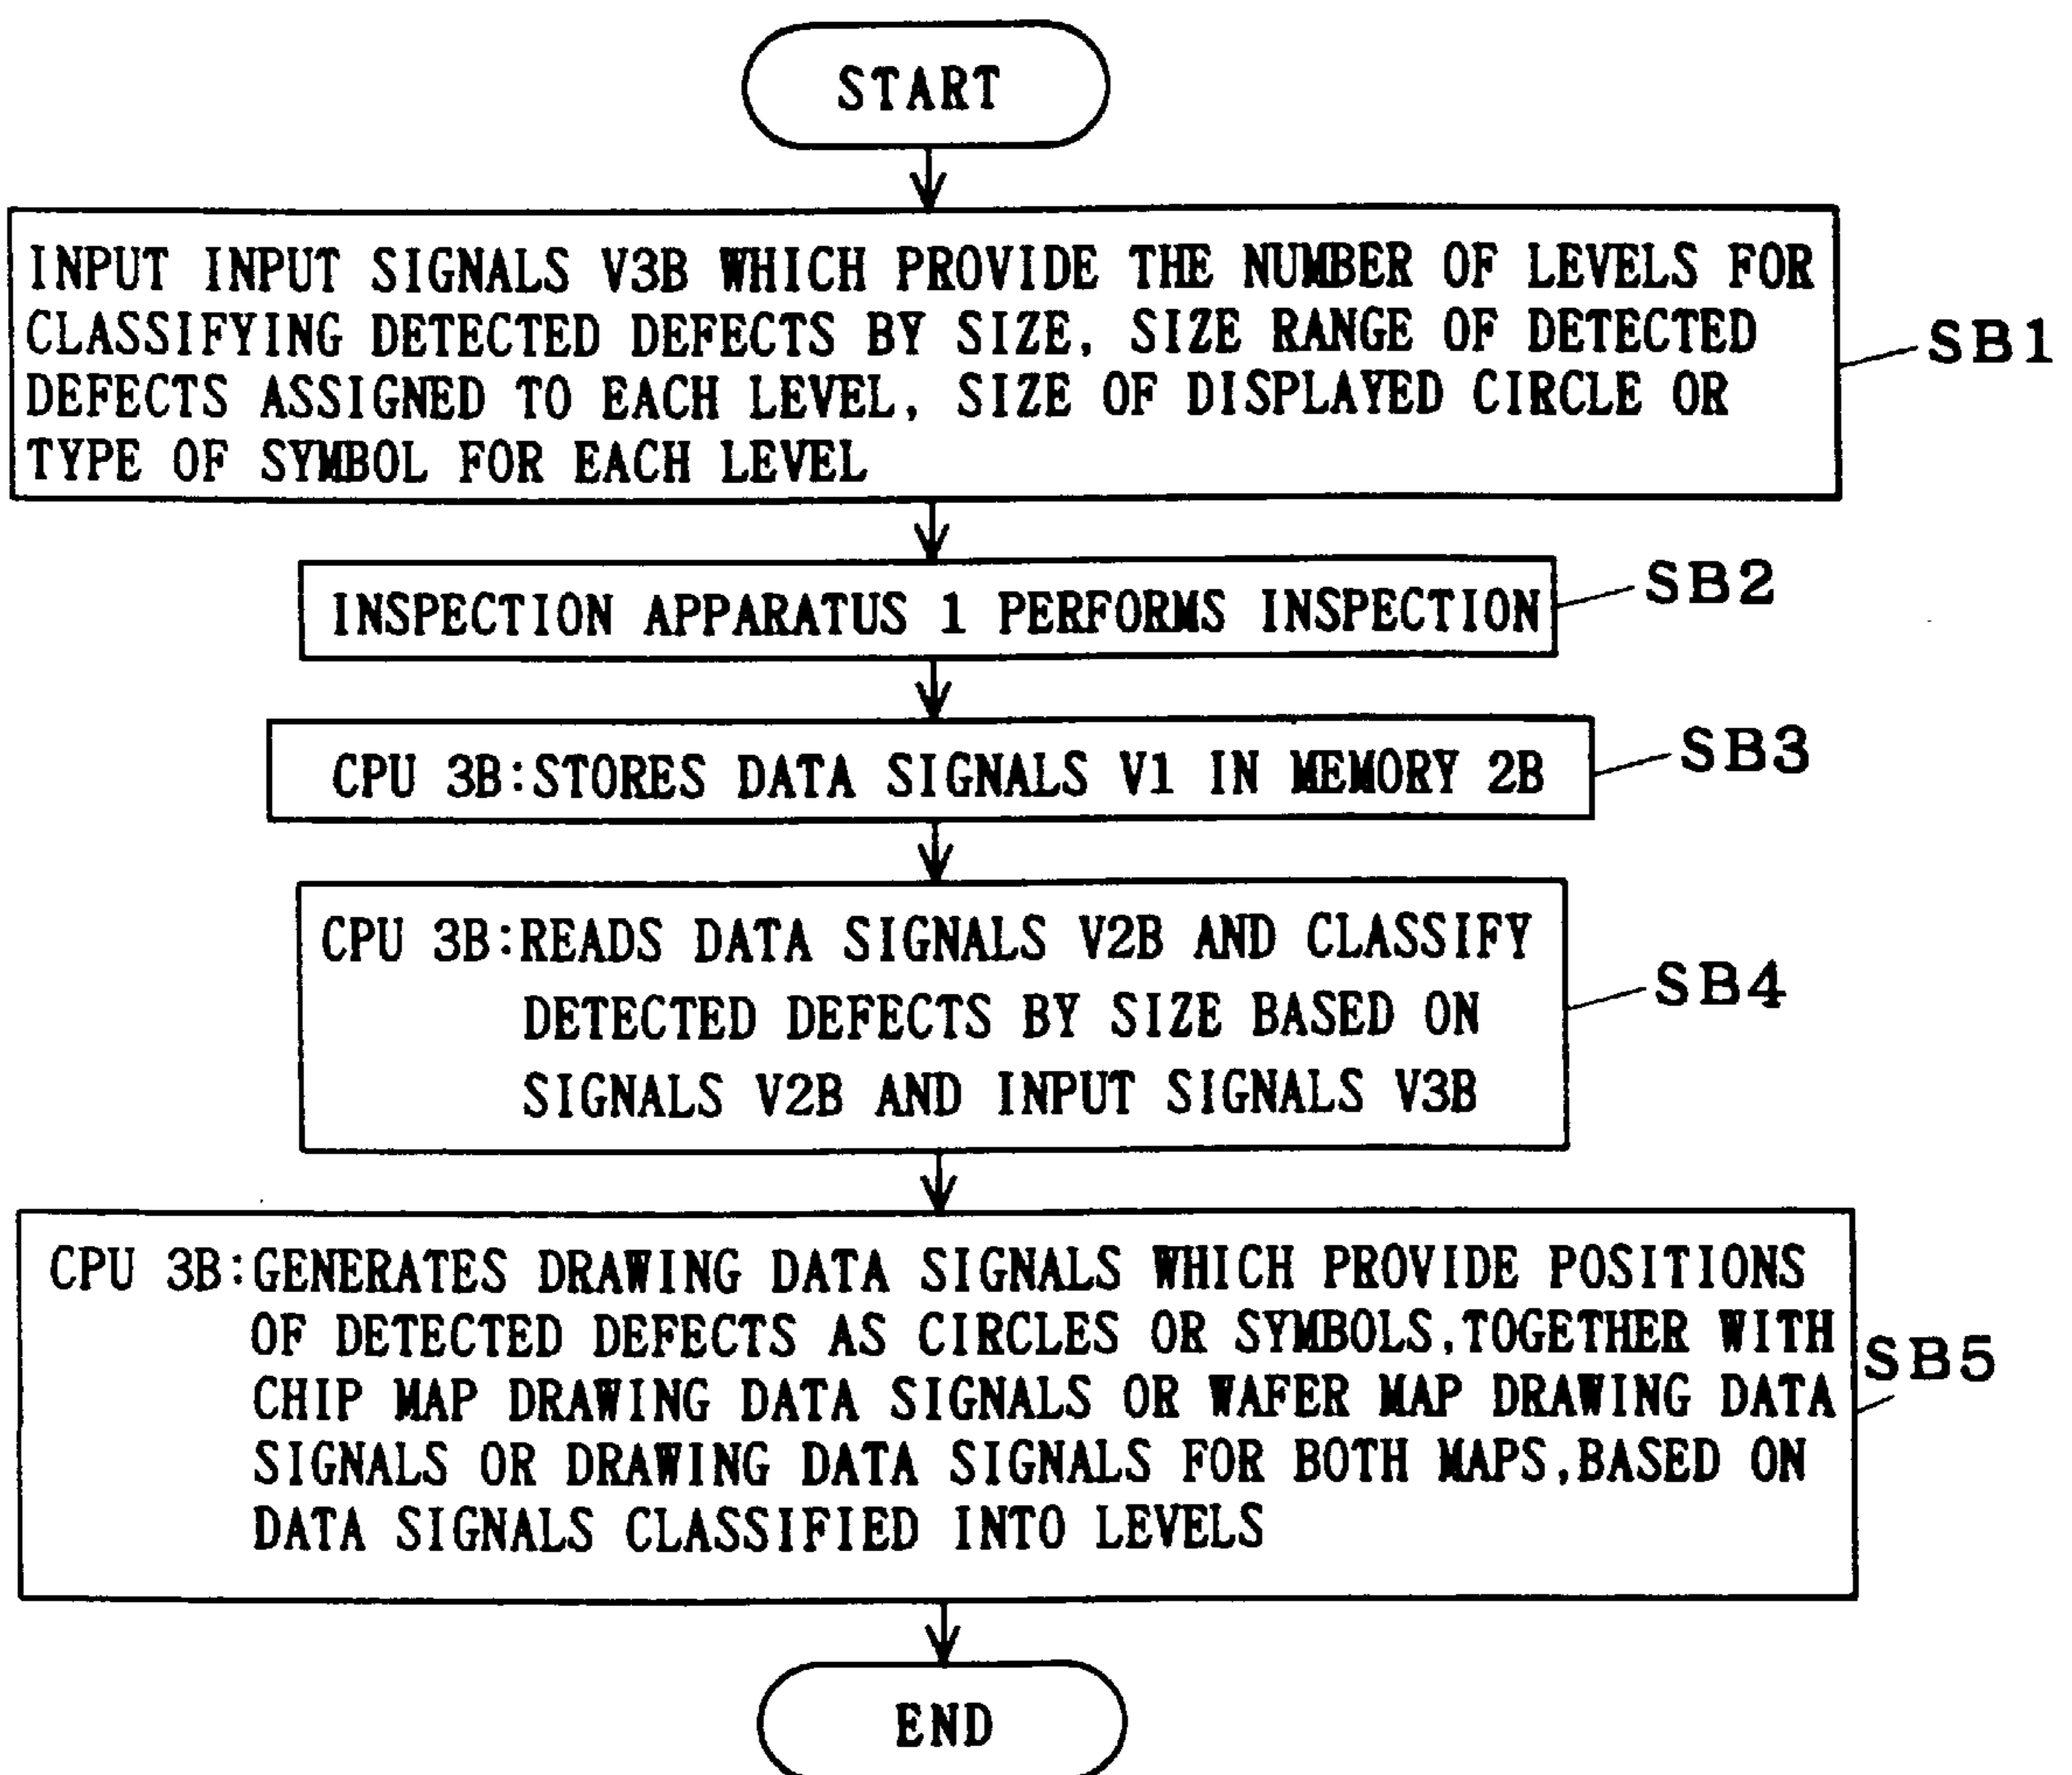 START
INPUT INPUT SIGNALS V3B WHICH PROVIDE THE NUMBER OF LEVELS FOR
CLASSIFYING DETECTED DEFECTS BY SIZE, SIZE RANGE OF DETECTED
DEFECTS ASSIGNED TO EACH LEVEL, SIZE OF DISPLAYED CIRCLE OR
TYPE OF SYMBOL FOR EACH LEVEL
SB1
INSPECTION APPARATUS 1 PERFORMS INSPECTION
SB2
CPU 3B:STORES DATA SIGNALS V1 IN MEMORY 2B
SB3
CPU 3B:READS DATA SIGNALS V2B AND CLASSIFY
DETECTED DEFECTS BY SIZE BASED ON
SIGNALS V2B AND INPUT SIGNALS V3B
SB4
CPU 3B:GENERATES DRAWING DATA SIGNALS WHICH PROVIDE POSITIONS
OF DETECTED DEFECTS AS CIRCLES OR SYMBOLS,TOGETHER WITH
CHIP MAP DRAWING DATA SIGNALS OR WAFER MAP DRAWING DATA
SIGNALS OR DRAWING DATA SIGNALS FOR BOTH MAPS,BASED ON
DATA SIGNALS CLASSIFIED INTO LEVELS
SB5
END